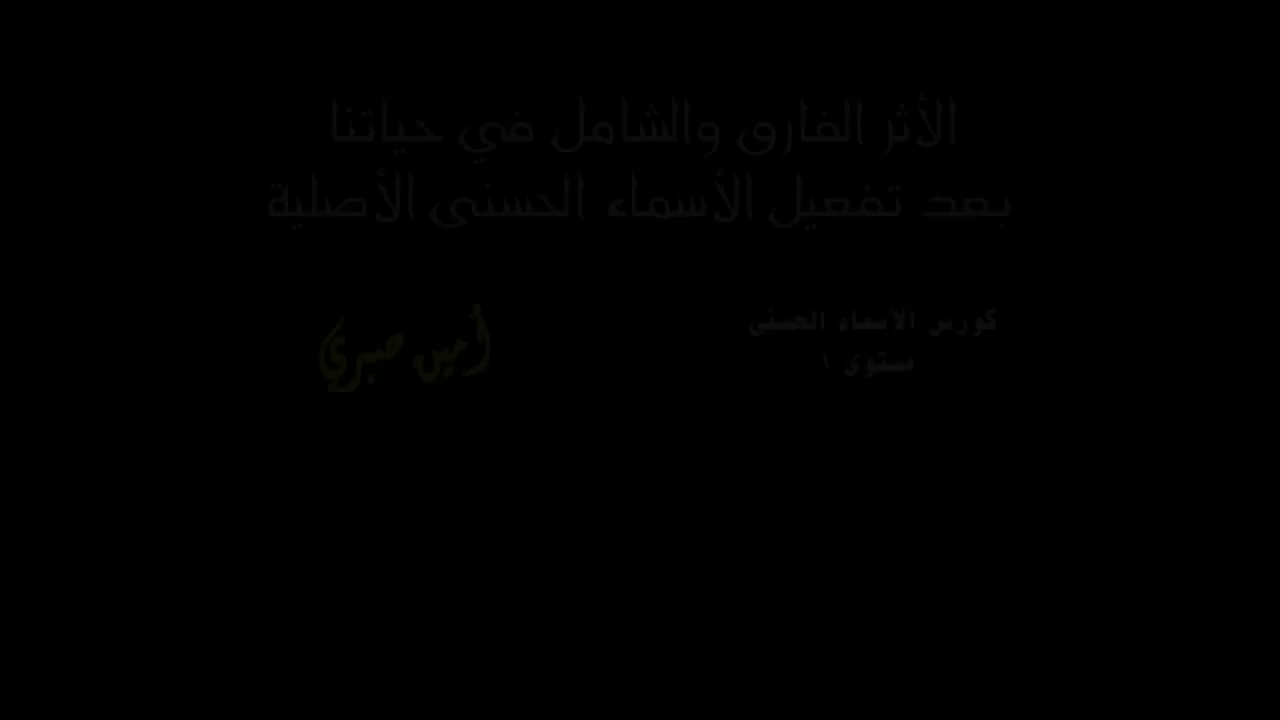 الأثر الفارق والشامل في حياتنا
بعد تفعيل الأسماء الحسنى الأصلية
كورس الأسماء الحسنى
مستوى ١
أمين صبري